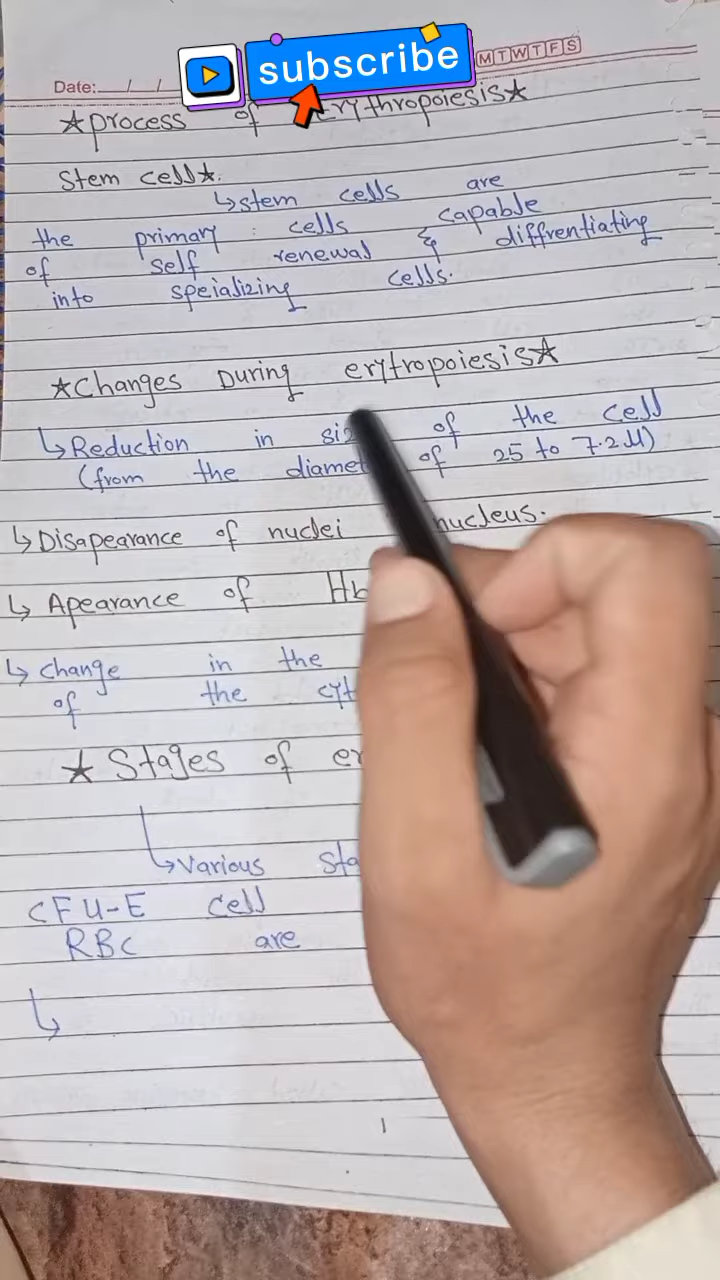 subscribe
M T W T F S
Date: / /
★process of Erythropoiesis★
Stem cell★.
↳stem cells are
the primary cells capable
of self renewal & diffrentiating
into speializing cells.
★Changes During erytropoiesis★
↳Reduction in of the cell
(from the of 25 to 7.2 μ)
↳Disapearance of nuclei nucleus.
↳ Apearance of Hb
↳ change in the
of the
★ Stages of
↳Various
CFU-E cell
RBC are
↳